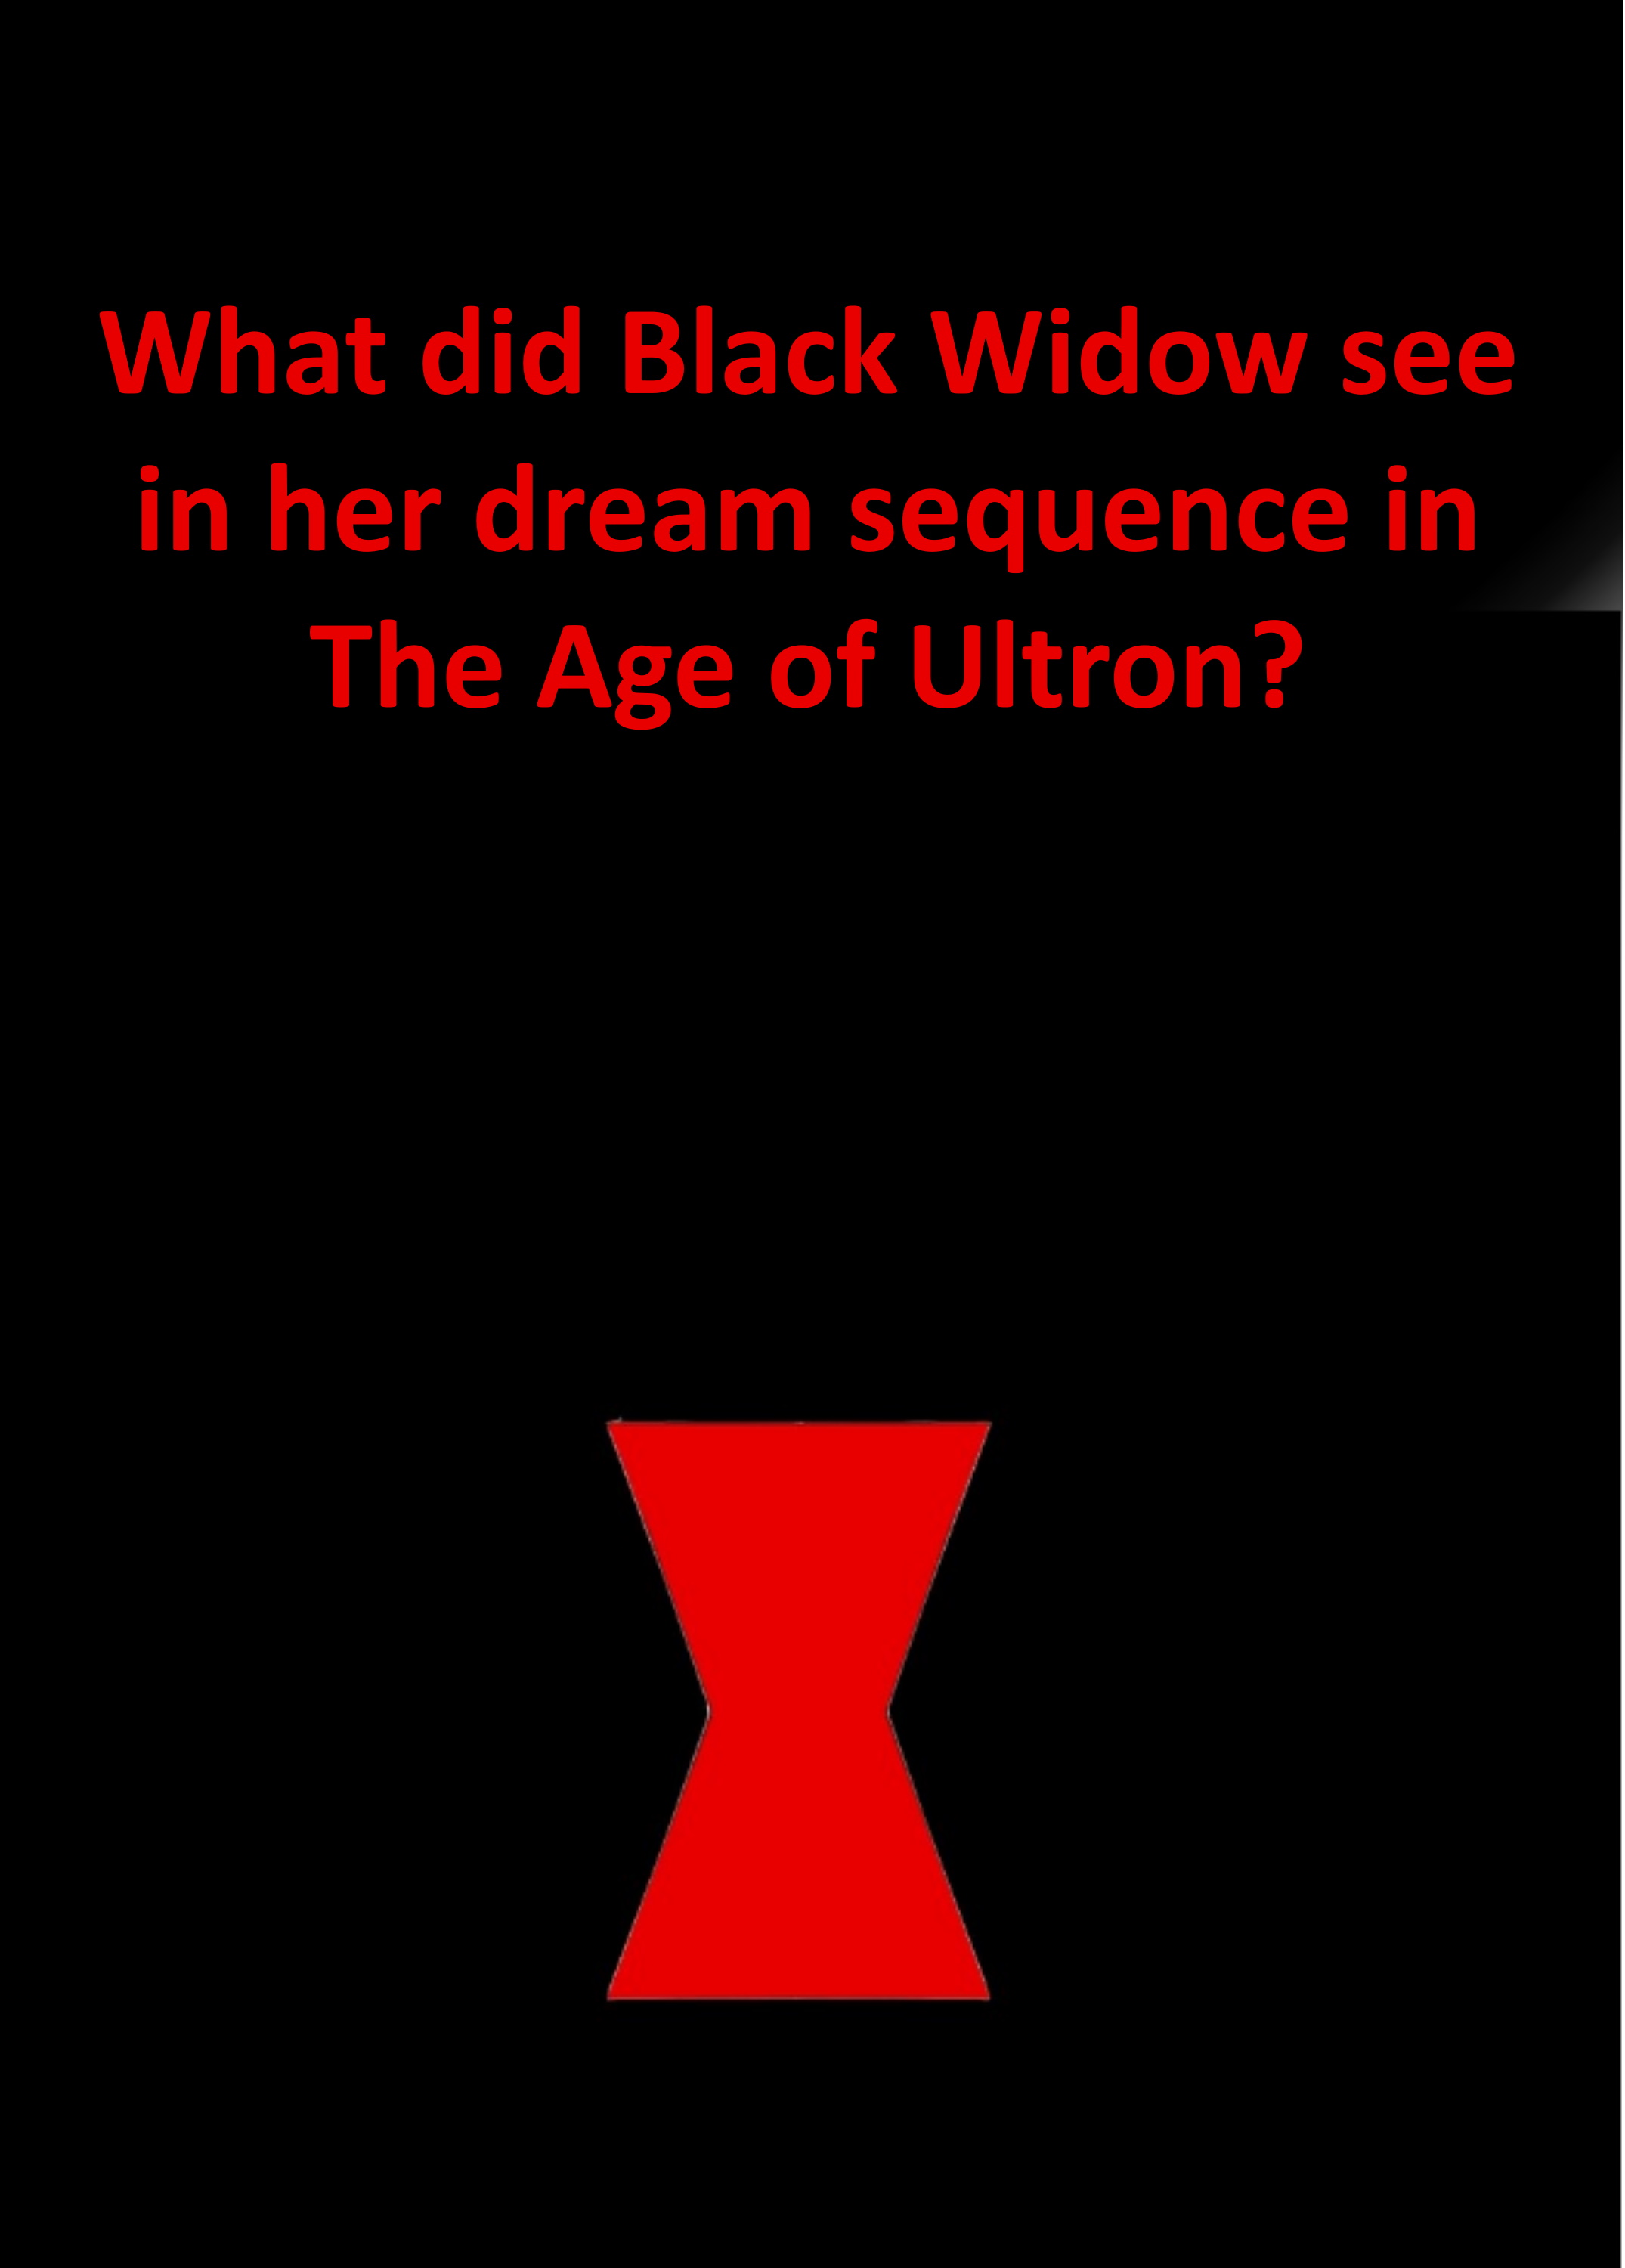 What did Black Widow see
in her dream sequence in
The Age of Ultron?